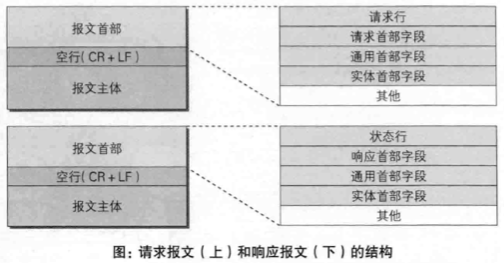 报文首部
空行(CR+LF)
报文主体
请求行
请求首部字段
通用首部字段
实体首部字段
其他
报文首部
空行(CR+LF)
报文主体
状态行
响应首部字段
通用首部字段
实体首部字段
其他
图：请求报文（上）和响应报文（下）的结构